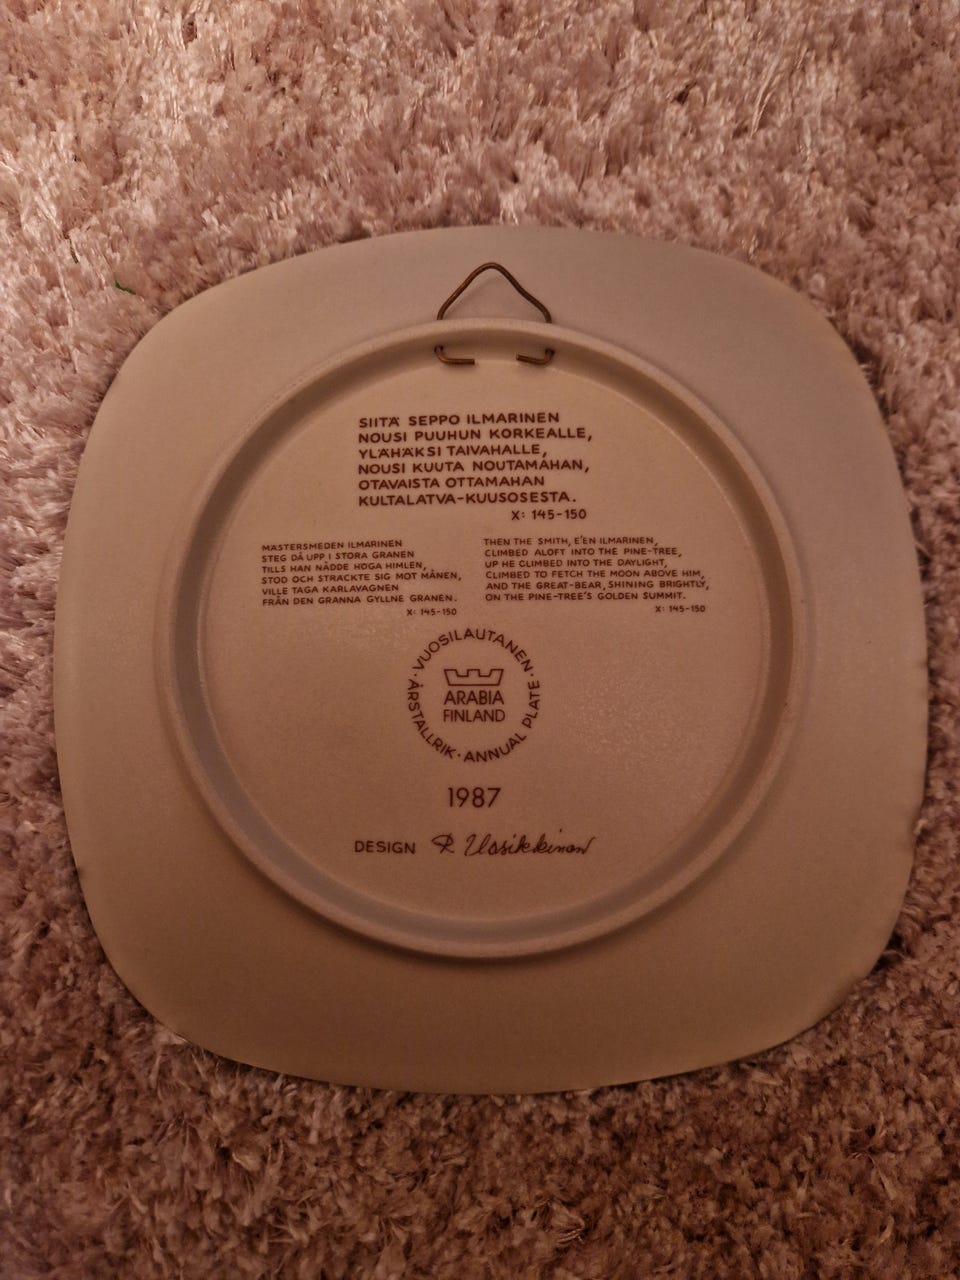 SIITÄ SEPPO ILMARINEN
NOUSI PUUHUN KORKEALLE,
YLÄHÄKSI TAIVAHALLE,
NOUSI KUUTA NOUTAMAHAN,
OTAVAISTA OTTAMAHAN
KULTALATVA-KUUSOSESTA.
X: 145-150
MÄSTERSMEDEN ILMARINEN
STEG DÅ UPP I STORA GRANEN
TILLS HAN NÅDDE HÖGA HIMLEN,
STOD OCH STRÄCKTE SIG MOT MÅNEN,
VILLE TAGA KARLAVAGNEN
FRÅN DEN GRANNA GYLLNE GRANEN.
X: 145-150
THEN THE SMITH, E'EN ILMARINEN,
CLIMBED ALOFT INTO THE PINE-TREE,
UP HE CLIMBED INTO THE DAYLIGHT,
CLIMBED TO FETCH THE MOON ABOVE HIM,
AND THE GREAT-BEAR, SHINING BRIGHTLY,
ON THE PINE-TREE'S GOLDEN SUMMIT.
X: 145-150
· VUOSILAUTANEN · ANNUAL PLATE · ÅRSTALLRIK
ARABIA
FINLAND
1987
DESIGN R Uosikkinen